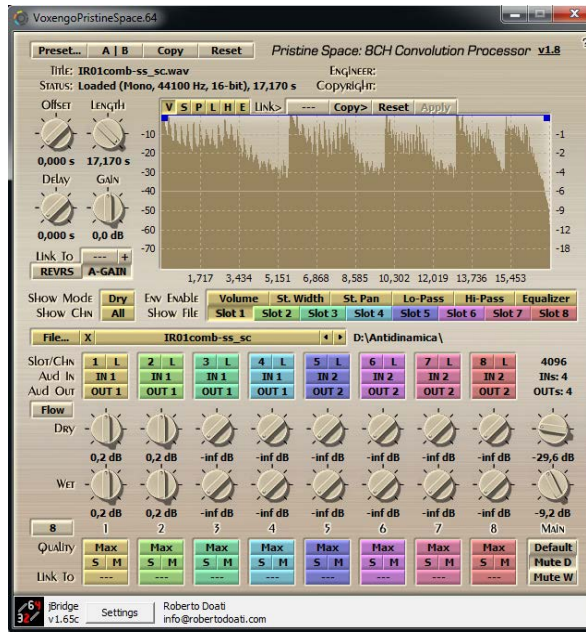 VoxengoPristineSpace.64
Preset... A | B Copy Reset Pristine Space: 8CH Convolution Processor v1.8 ?
Title: IR01comb-ss_sc.wav Engineer:
Status: Loaded (Mono, 44100 Hz, 16-bit), 17,170 s Copyright:
Offset Length V S P L H E Link> --- Copy> Reset Apply
-10 -1
0,000 s 17,170 s -20 -2
Delay Gain -30 -4
-40 -6
-50 -9
0,000 s 0,0 dB -60 -12
Link To --- + -70 -18
REVRS A-GAIN
1,717 3,434 5,151 6,868 8,585 10,302 12,019 13,736 15,453
Show Mode Dry Env Enable Volume St. Width St. Pan Lo-Pass Hi-Pass Equalizer
Show Chn All Show File Slot 1 Slot 2 Slot 3 Slot 4 Slot 5 Slot 6 Slot 7 Slot 8
File... X IR01comb-ss_sc D:\Antidinamica\
Slot/Chn 1 L 2 L 3 L 4 L 5 L 6 L 7 L 8 L 4096
Aud In IN 1 IN 1 IN 1 IN 1 IN 2 IN 2 IN 2 IN 2 INs: 4
Aud Out OUT 1 OUT 1 OUT 1 OUT 1 OUT 2 OUT 2 OUT 2 OUT 2 OUTs: 4
Flow
Dry
0,2 dB 0,2 dB -inf dB -inf dB -inf dB -inf dB -inf dB -inf dB -29,6 dB
Wet
0,2 dB 0,2 dB -inf dB -inf dB -inf dB -inf dB -inf dB -inf dB -9,2 dB
8 1 2 3 4 5 6 7 8 Main
Quality Max Max Max Max Max Max Max Max Default
S M S M S M S M S M S M S M S M Mute D
Link To --- --- --- --- --- --- --- --- Mute W
64
32
jBridge Settings Roberto Doati
v1.65c info@robertodoati.com